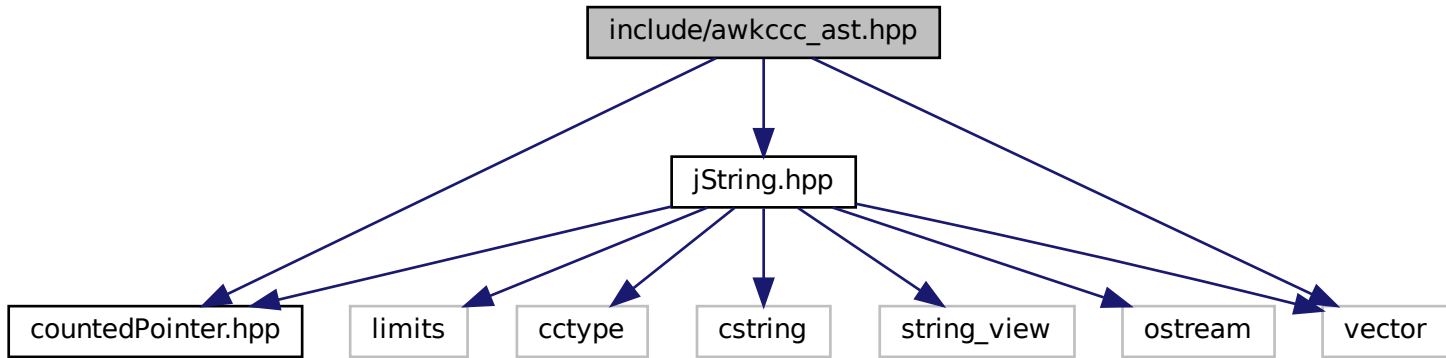 include/awkccc_ast.hpp
jString.hpp
countedPointer.hpp
limits
cctype
cstring
string_view
ostream
vector